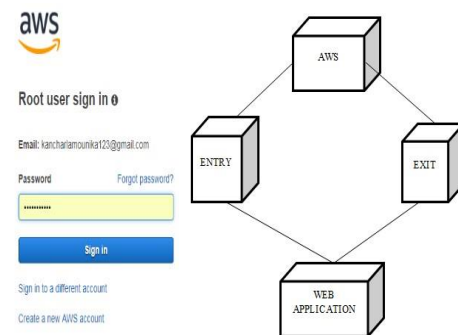 aws
Root user sign in
Email: kancharlamounika123@gmail.com
Password
Forgot password?
Sign in
Sign in to a different account
Create a new AWS account
AWS
ENTRY
EXIT
WEB
APPLICATION